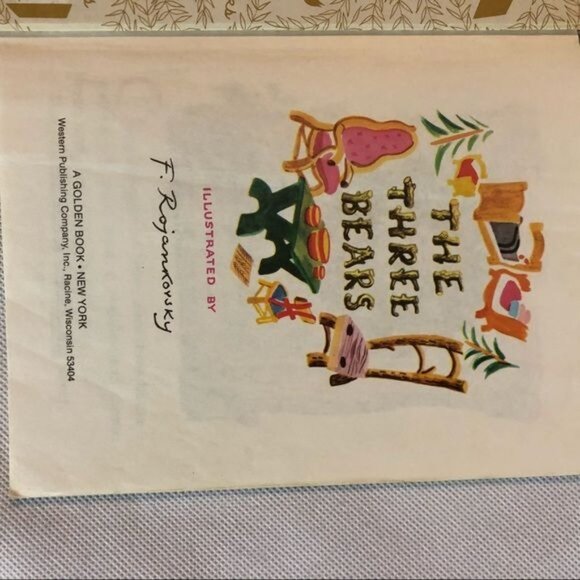 THE
THREE
BEARS
ILLUSTRATED BY
F. Rojankovsky
A GOLDEN BOOK • NEW YORK
Western Publishing Company, Inc., Racine, Wisconsin 53404